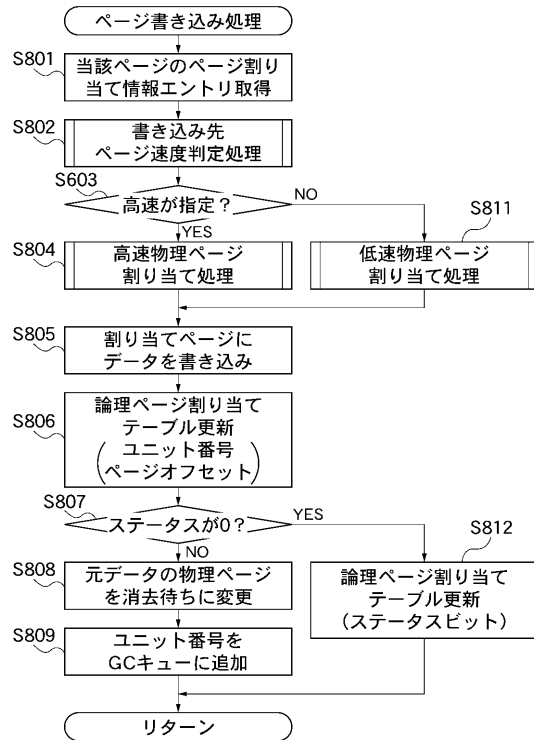 ページ書き込み処理
S801
当該ページのページ割り
当て情報エントリ取得
S802
書き込み先
ページ速度判定処理
S603
高速が指定？
NO
YES
S804
高速物理ページ
割り当て処理
S811
低速物理ページ
割り当て処理
S805
割り当てページに
データを書き込み
S806
論理ページ割り当て
テーブル更新
(ユニット番号
ページオフセット)
S807
ステータスが0？
YES
NO
S808
元データの物理ページ
を消去待ちに変更
S812
論理ページ割り当て
テーブル更新
(ステータスビット)
S809
ユニット番号を
GCキューに追加
リターン